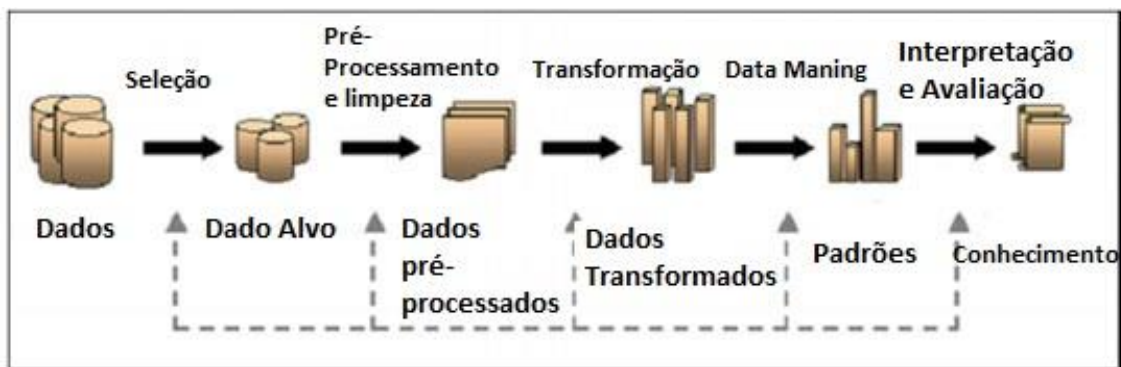 Seleção
Pré-
Processamento
e limpeza
Transformação
Data Maning
Interpretação
e Avaliação
Dados
Dado Alvo
Dados
pré-
processados
Dados
Transformados
Padrões
Conhecimento